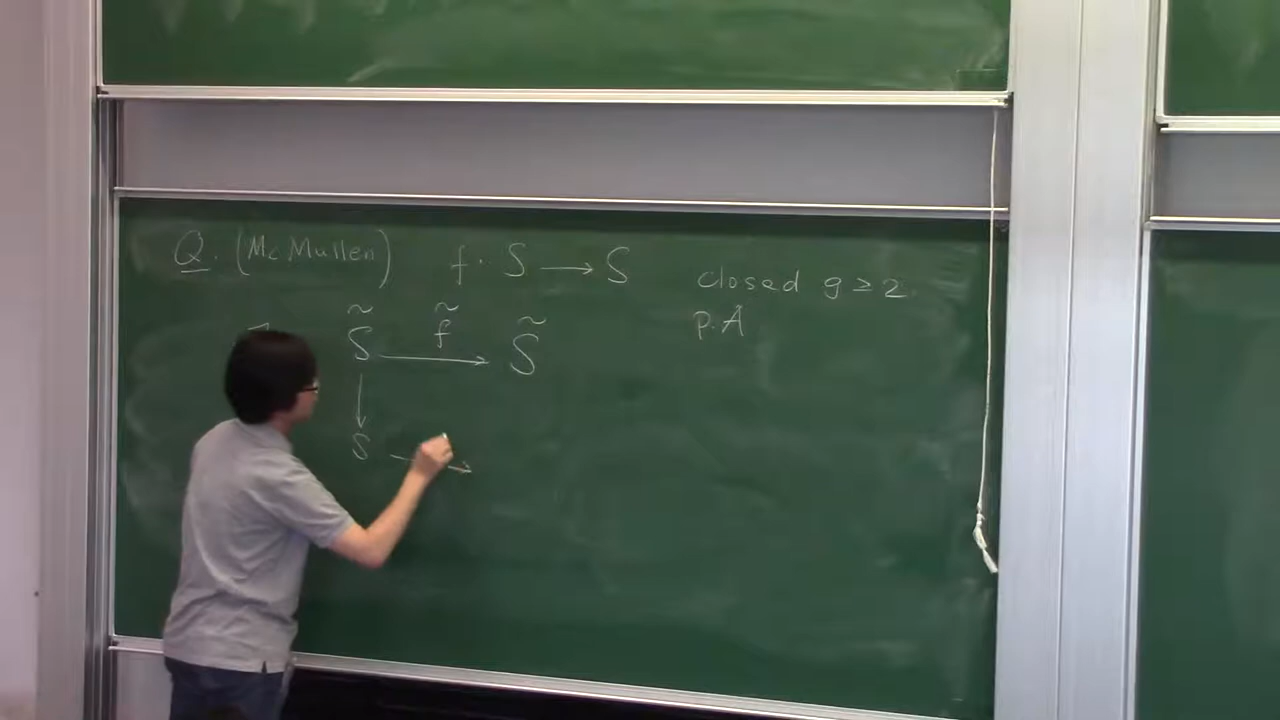 Q. (McMullen) f : S → S closed g ≥ 2.
p.A
∃ S̃ → S̃
f̃
↓
S →